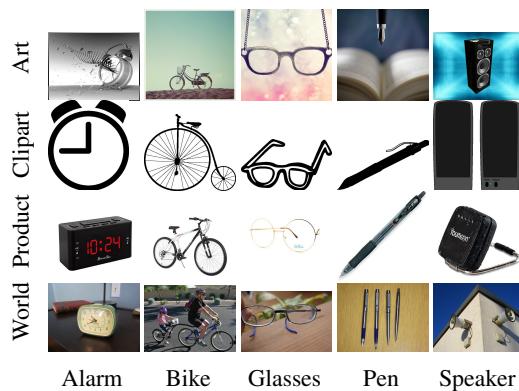 Art
Clipart
Product
10:24
World
Alarm
Bike
Glasses
Pen
Speaker